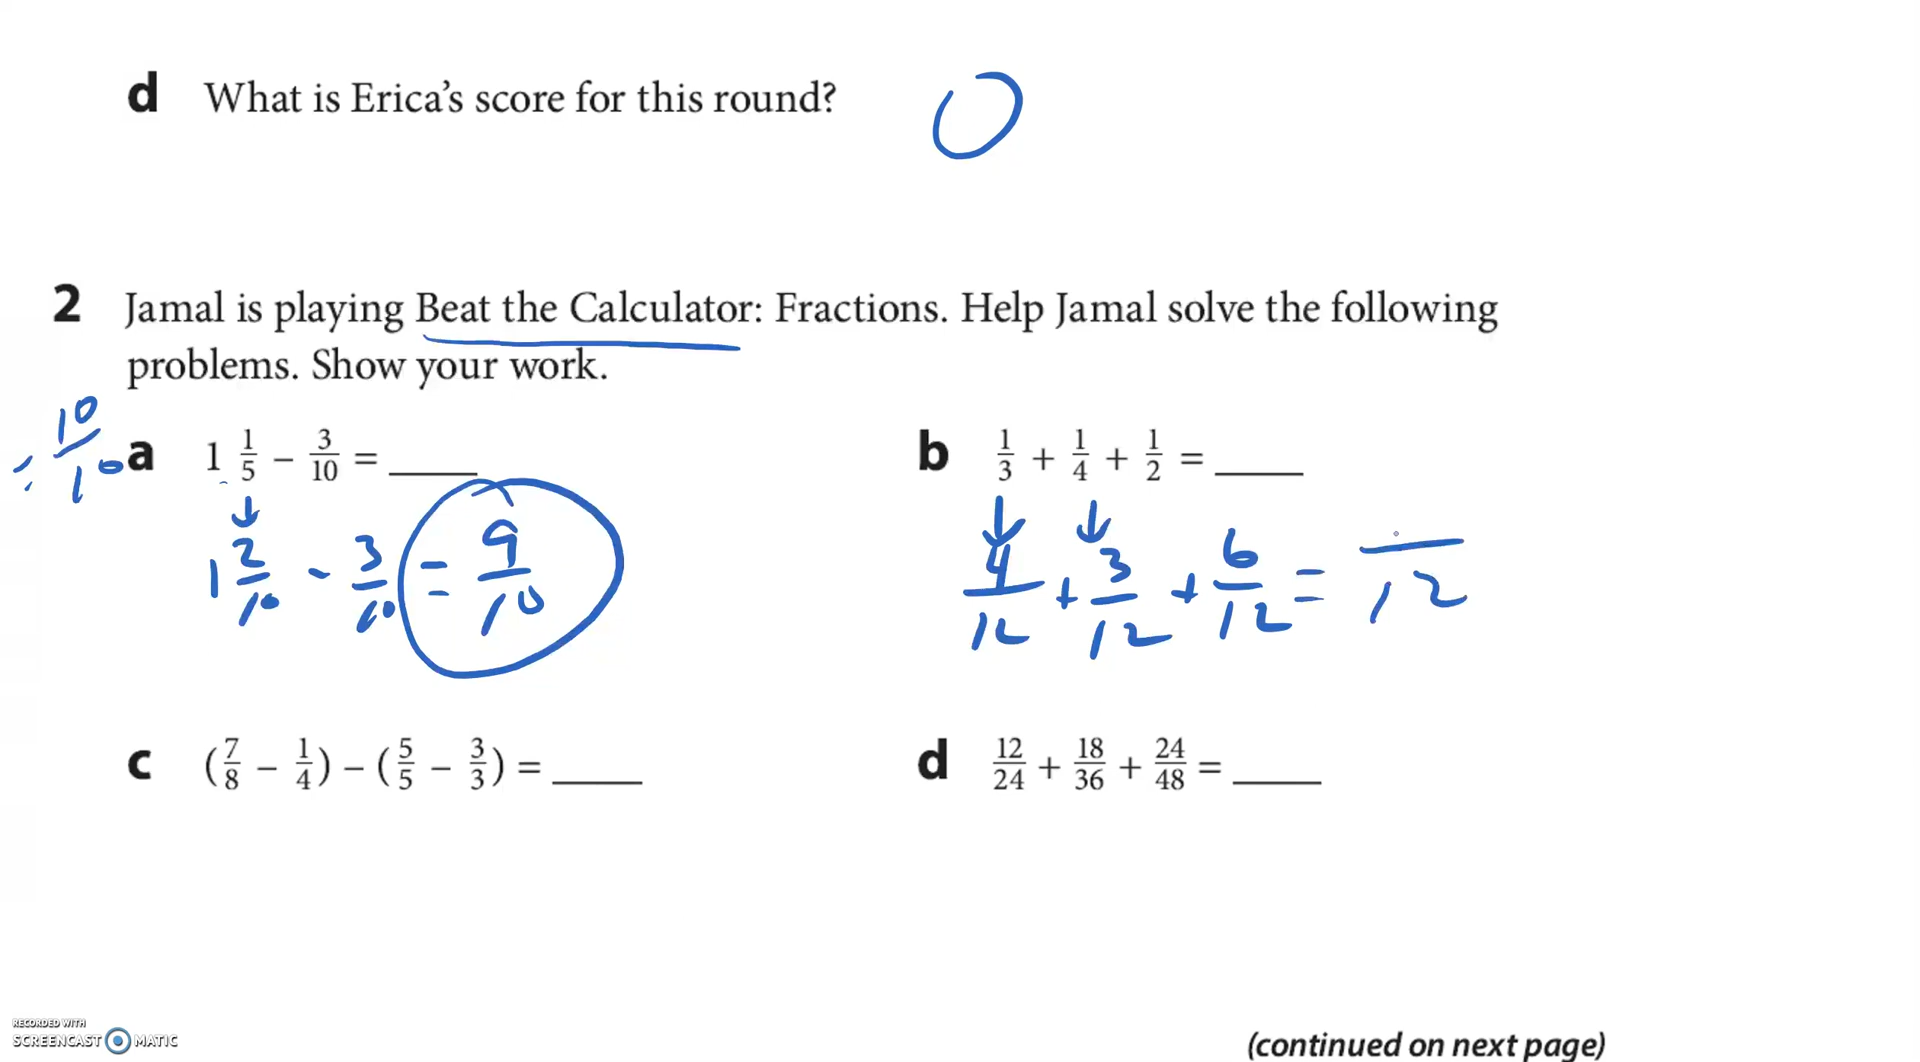 d What is Erica's score for this round? 0
2 Jamal is playing Beat the Calculator: Fractions. Help Jamal solve the following
problems. Show your work.
10/10
a 1 1/5 − 3/10 = ____
1 2/10 - 3/10 = 9/10
b 1/3 + 1/4 + 1/2 = ____
4/12 + 3/12 + 6/12 = /12
c (7/8 − 1/4) − (5/5 − 3/3) = ____
d 12/24 + 18/36 + 24/48 = ____
RECORDED WITH
SCREENCAST MATIC
(continued on next page)